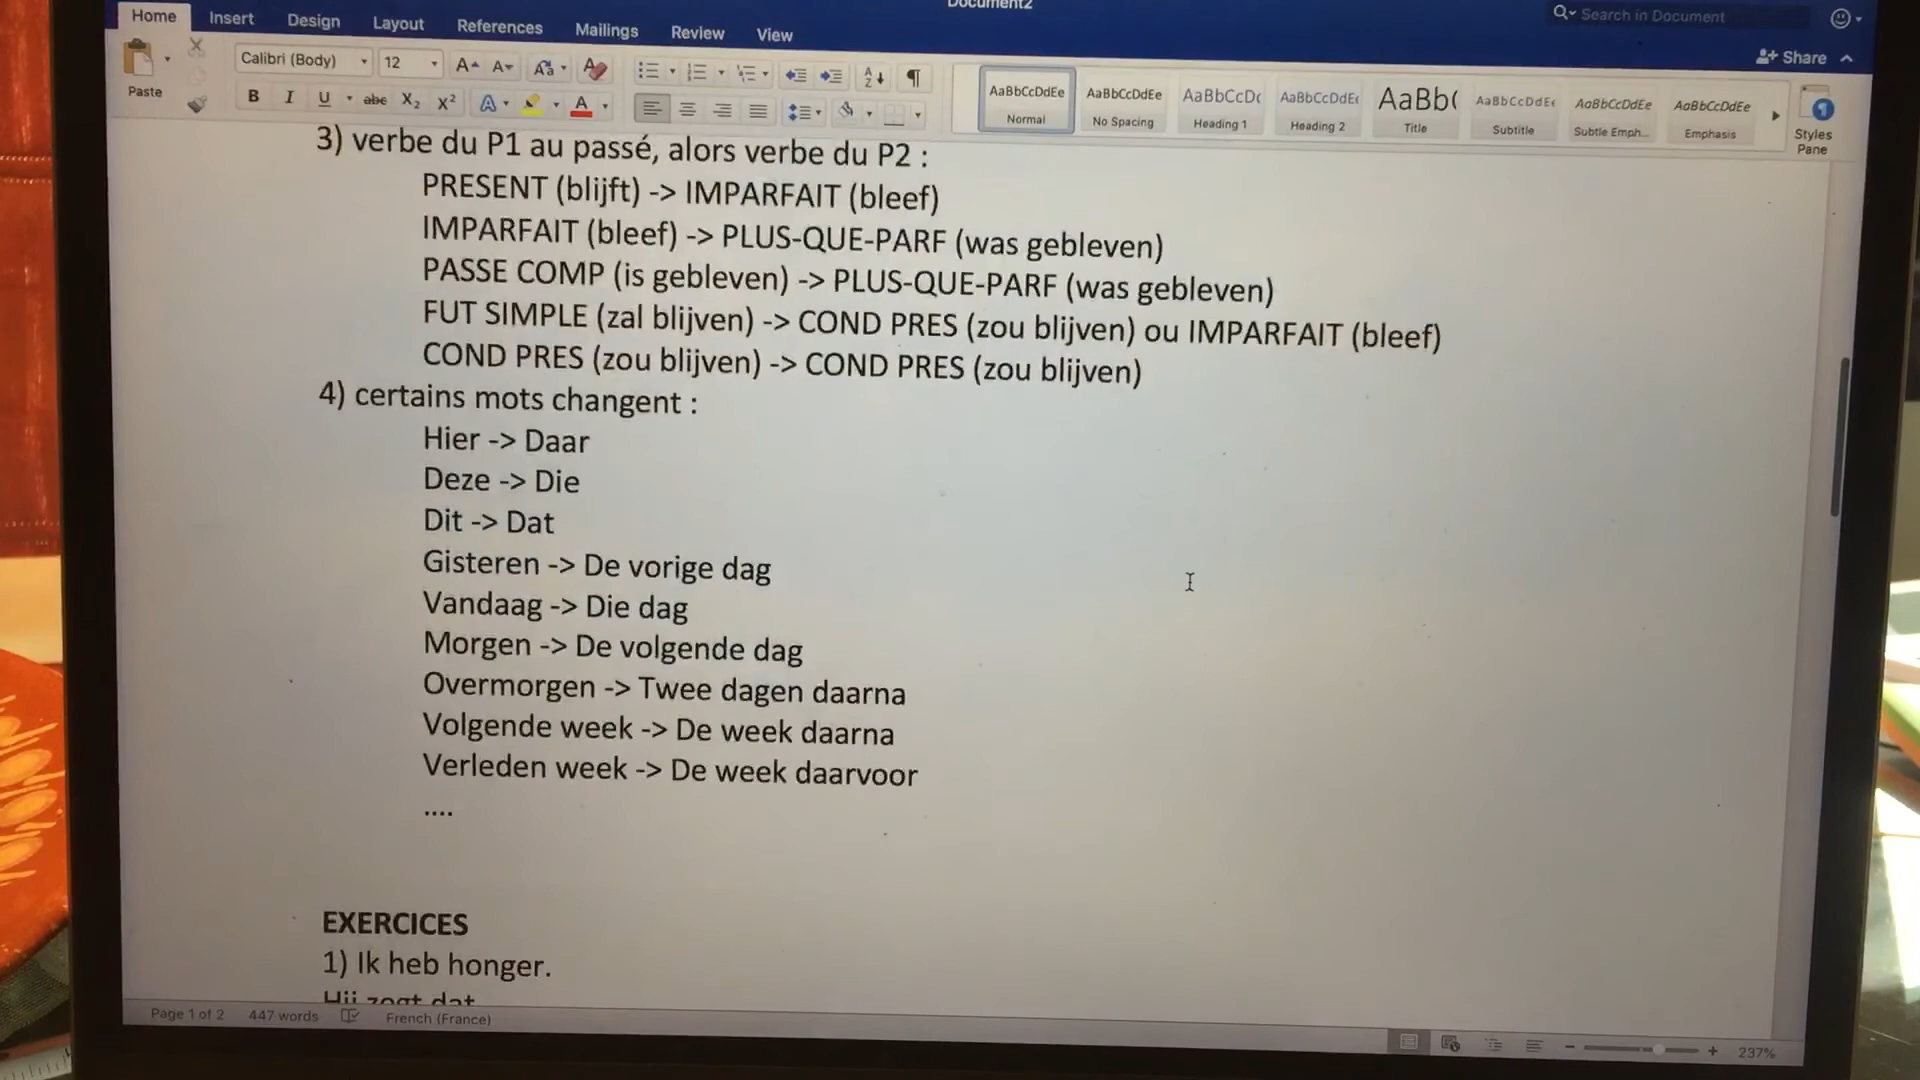 Document2
Home Insert Design Layout References Mailings Review View
Search in Document
Share
Paste
Calibri (Body) 12
AaBbCcDdEe AaBbCcDdEe AaBbCcDc AaBbCcDdEe AaBb( AaBbCcDdEe AaBbCcDdEe AaBbCcDdEe
Normal No Spacing Heading 1 Heading 2 Title Subtitle Subtle Emph... Emphasis
Styles
Pane
3) verbe du P1 au passé, alors verbe du P2 :
PRESENT (blijft) -> IMPARFAIT (bleef)
IMPARFAIT (bleef) -> PLUS-QUE-PARF (was gebleven)
PASSE COMP (is gebleven) -> PLUS-QUE-PARF (was gebleven)
FUT SIMPLE (zal blijven) -> COND PRES (zou blijven) ou IMPARFAIT (bleef)
COND PRES (zou blijven) -> COND PRES (zou blijven)
4) certains mots changent :
Hier -> Daar
Deze -> Die
Dit -> Dat
Gisteren -> De vorige dag
Vandaag -> Die dag
Morgen -> De volgende dag
Overmorgen -> Twee dagen daarna
Volgende week -> De week daarna
Verleden week -> De week daarvoor
....
EXERCICES
1) Ik heb honger.
Hij zegt dat
Page 1 of 2 447 words French (France)
237%